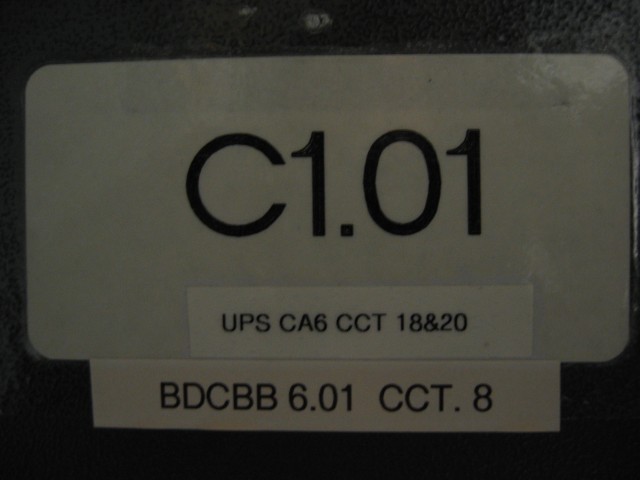 C1.01
UPS CA6 CCT 18&20
BDCBB 6.01 CCT. 8